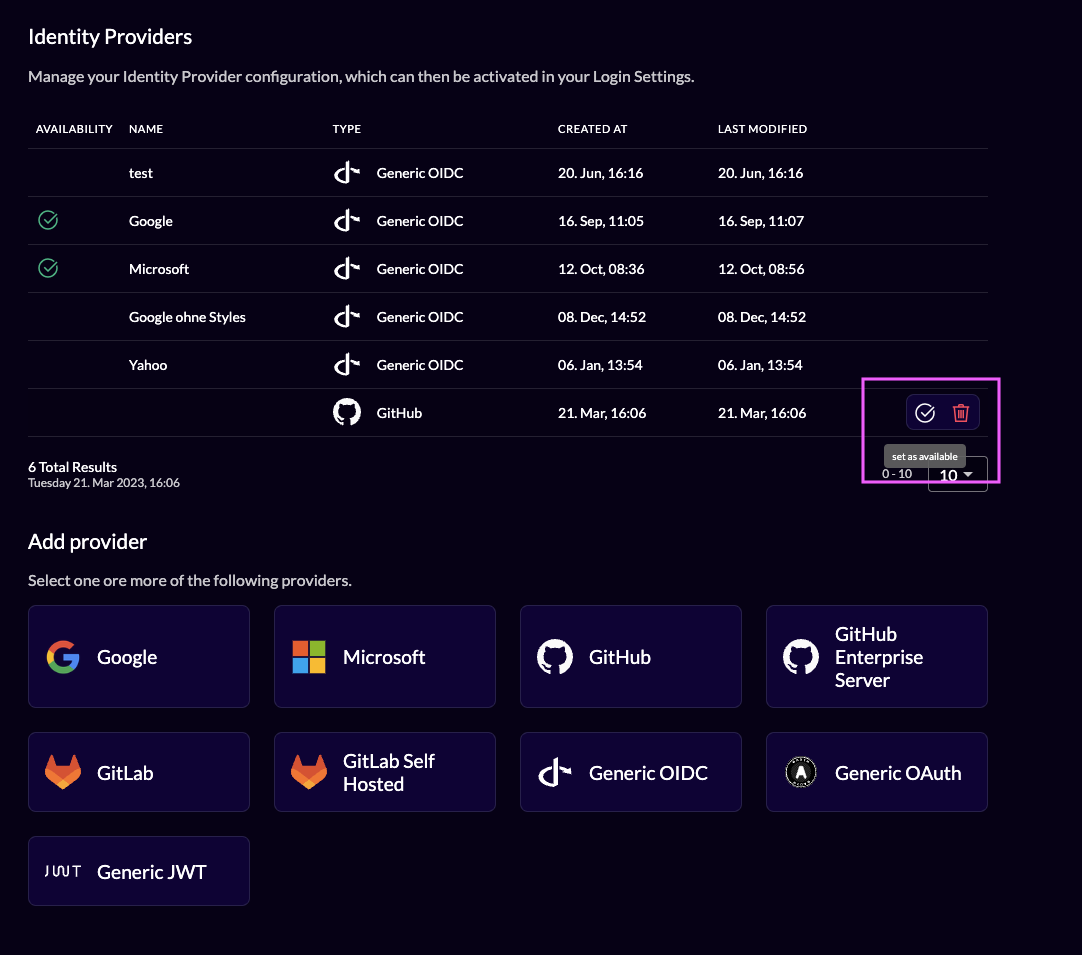 Identity Providers
Manage your Identity Provider configuration, which can then be activated in your Login Settings.
AVAILABILITY NAME TYPE CREATED AT LAST MODIFIED
test Generic OIDC 20. Jun, 16:16 20. Jun, 16:16
Google Generic OIDC 16. Sep, 11:05 16. Sep, 11:07
Microsoft Generic OIDC 12. Oct, 08:36 12. Oct, 08:56
Google ohne Styles Generic OIDC 08. Dec, 14:52 08. Dec, 14:52
Yahoo Generic OIDC 06. Jan, 13:54 06. Jan, 13:54
GitHub 21. Mar, 16:06 21. Mar, 16:06
set as available
6 Total Results
Tuesday 21. Mar 2023, 16:06
0 - 10 10
Add provider
Select one ore more of the following providers.
Google
Microsoft
GitHub
GitHub
Enterprise
Server
GitLab
GitLab Self
Hosted
Generic OIDC
A
Generic OAuth
JWT Generic JWT